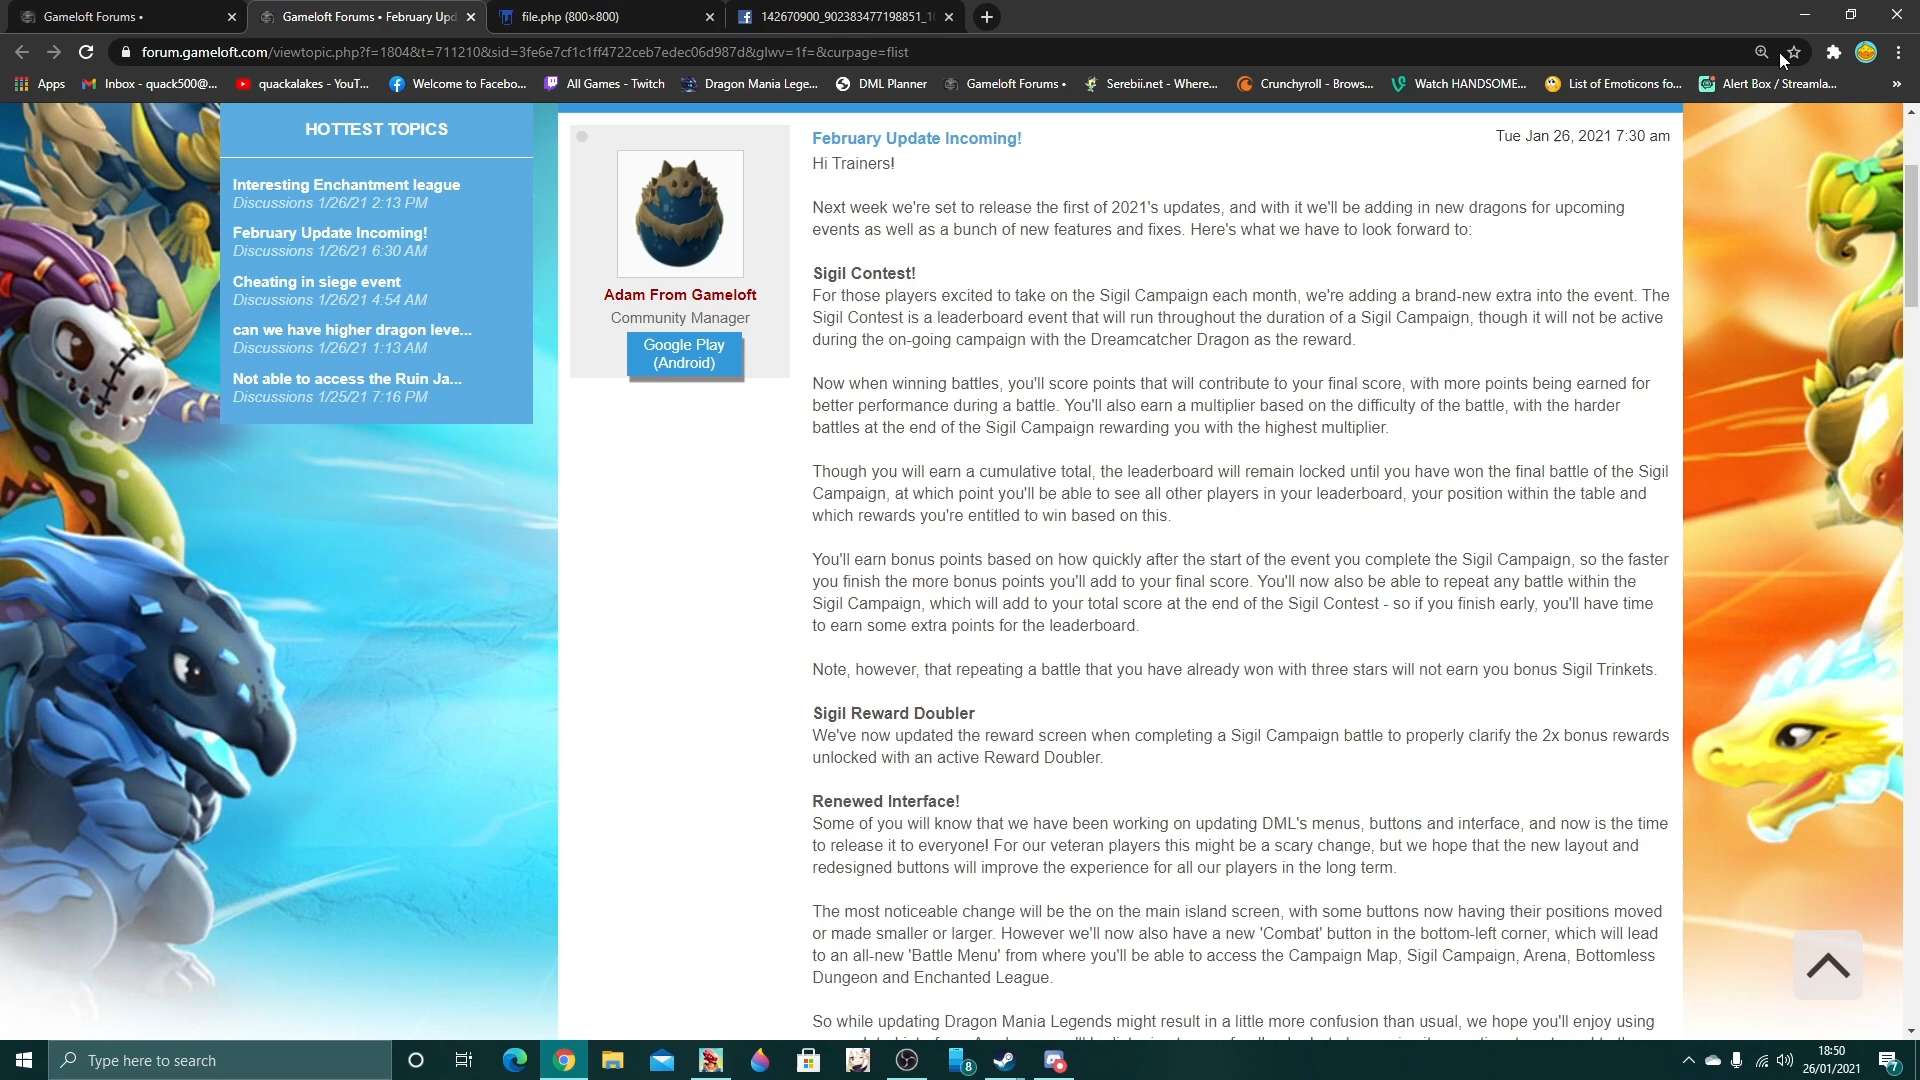 Gameloft Forums •
Gameloft Forums • February Upd
file.php (800×800)
142670900_902383477198851_1
forum.gameloft.com/viewtopic.php?f=1804&t=711210&sid=3fe6e7cf1c1ff4722ceb7edec06d987d&glwv=1f=&curpage=flist
Apps
Inbox - quack500@...
quackalakes - YouT...
Welcome to Facebo...
All Games - Twitch
Dragon Mania Lege...
DML Planner
Gameloft Forums •
Serebii.net - Where...
Crunchyroll - Brows...
Watch HANDSOME...
List of Emoticons fo...
Alert Box / Streamla...
»
HOTTEST TOPICS
Interesting Enchantment league
Discussions 1/26/21 2:13 PM
February Update Incoming!
Discussions 1/26/21 6:30 AM
Cheating in siege event
Discussions 1/26/21 4:54 AM
can we have higher dragon leve...
Discussions 1/26/21 1:13 AM
Not able to access the Ruin Ja...
Discussions 1/25/21 7:16 PM
Adam From Gameloft
Community Manager
Google Play
(Android)
February Update Incoming!
Tue Jan 26, 2021 7:30 am
Hi Trainers!
Next week we're set to release the first of 2021's updates, and with it we'll be adding in new dragons for upcoming
events as well as a bunch of new features and fixes. Here's what we have to look forward to:
Sigil Contest!
For those players excited to take on the Sigil Campaign each month, we're adding a brand-new extra into the event. The
Sigil Contest is a leaderboard event that will run throughout the duration of a Sigil Campaign, though it will not be active
during the on-going campaign with the Dreamcatcher Dragon as the reward.
Now when winning battles, you'll score points that will contribute to your final score, with more points being earned for
better performance during a battle. You'll also earn a multiplier based on the difficulty of the battle, with the harder
battles at the end of the Sigil Campaign rewarding you with the highest multiplier.
Though you will earn a cumulative total, the leaderboard will remain locked until you have won the final battle of the Sigil
Campaign, at which point you'll be able to see all other players in your leaderboard, your position within the table and
which rewards you're entitled to win based on this.
You'll earn bonus points based on how quickly after the start of the event you complete the Sigil Campaign, so the faster
you finish the more bonus points you'll add to your final score. You'll now also be able to repeat any battle within the
Sigil Campaign, which will add to your total score at the end of the Sigil Contest - so if you finish early, you'll have time
to earn some extra points for the leaderboard.
Note, however, that repeating a battle that you have already won with three stars will not earn you bonus Sigil Trinkets.
Sigil Reward Doubler
We've now updated the reward screen when completing a Sigil Campaign battle to properly clarify the 2x bonus rewards
unlocked with an active Reward Doubler.
Renewed Interface!
Some of you will know that we have been working on updating DML's menus, buttons and interface, and now is the time
to release it to everyone! For our veteran players this might be a scary change, but we hope that the new layout and
redesigned buttons will improve the experience for all our players in the long term.
The most noticeable change will be the on the main island screen, with some buttons now having their positions moved
or made smaller or larger. However we'll now also have a new 'Combat' button in the bottom-left corner, which will lead
to an all-new 'Battle Menu' from where you'll be able to access the Campaign Map, Sigil Campaign, Arena, Bottomless
Dungeon and Enchanted League.
So while updating Dragon Mania Legends might result in a little more confusion than usual, we hope you'll enjoy using
Type here to search
8
18:50
26/01/2021
7